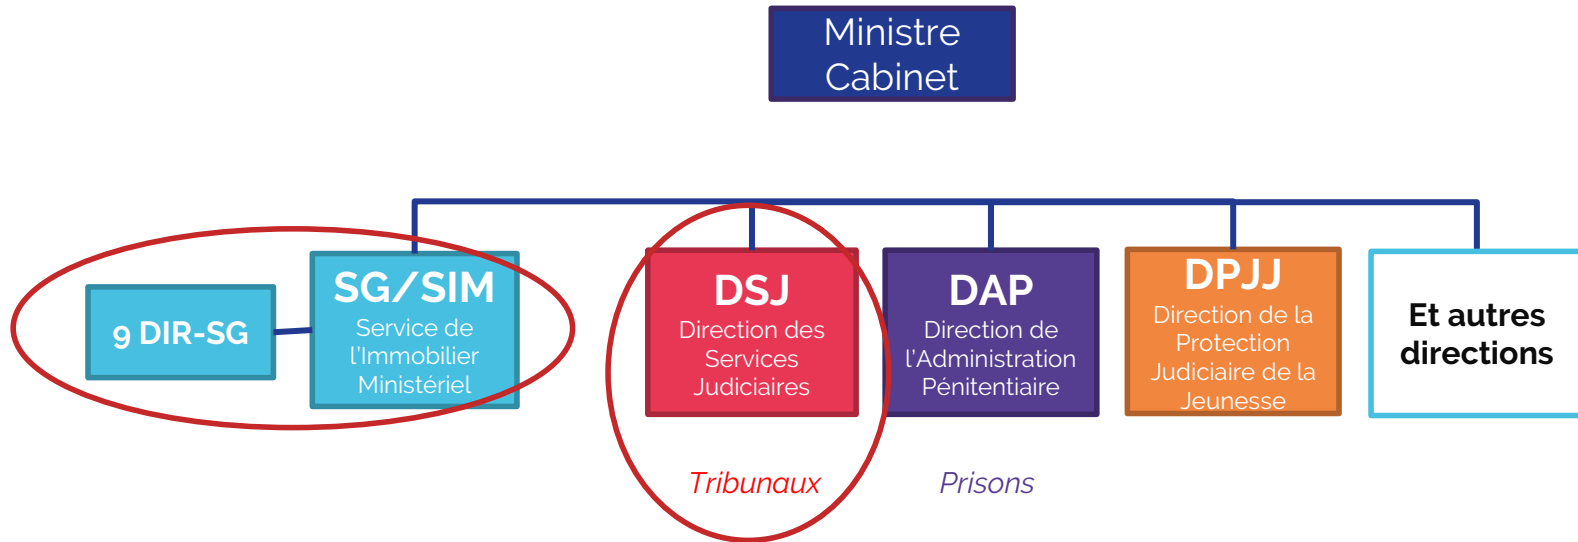 Ministre
Cabinet
9 DIR-SG
SG/SIM
Service de
l'Immobilier
Ministériel
DSJ
Direction des
Services
Judiciaires
DAP
Direction de
l'Administration
Pénitentiaire
DPJJ
Direction de la
Protection
Judiciaire de la
Jeunesse
Et autres
directions
Tribunaux
Prisons